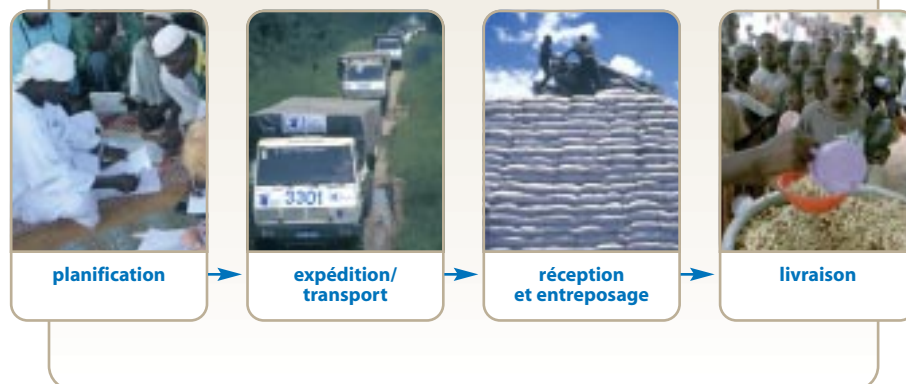 3301
planification
expédition/
transport
réception
et entreposage
livraison